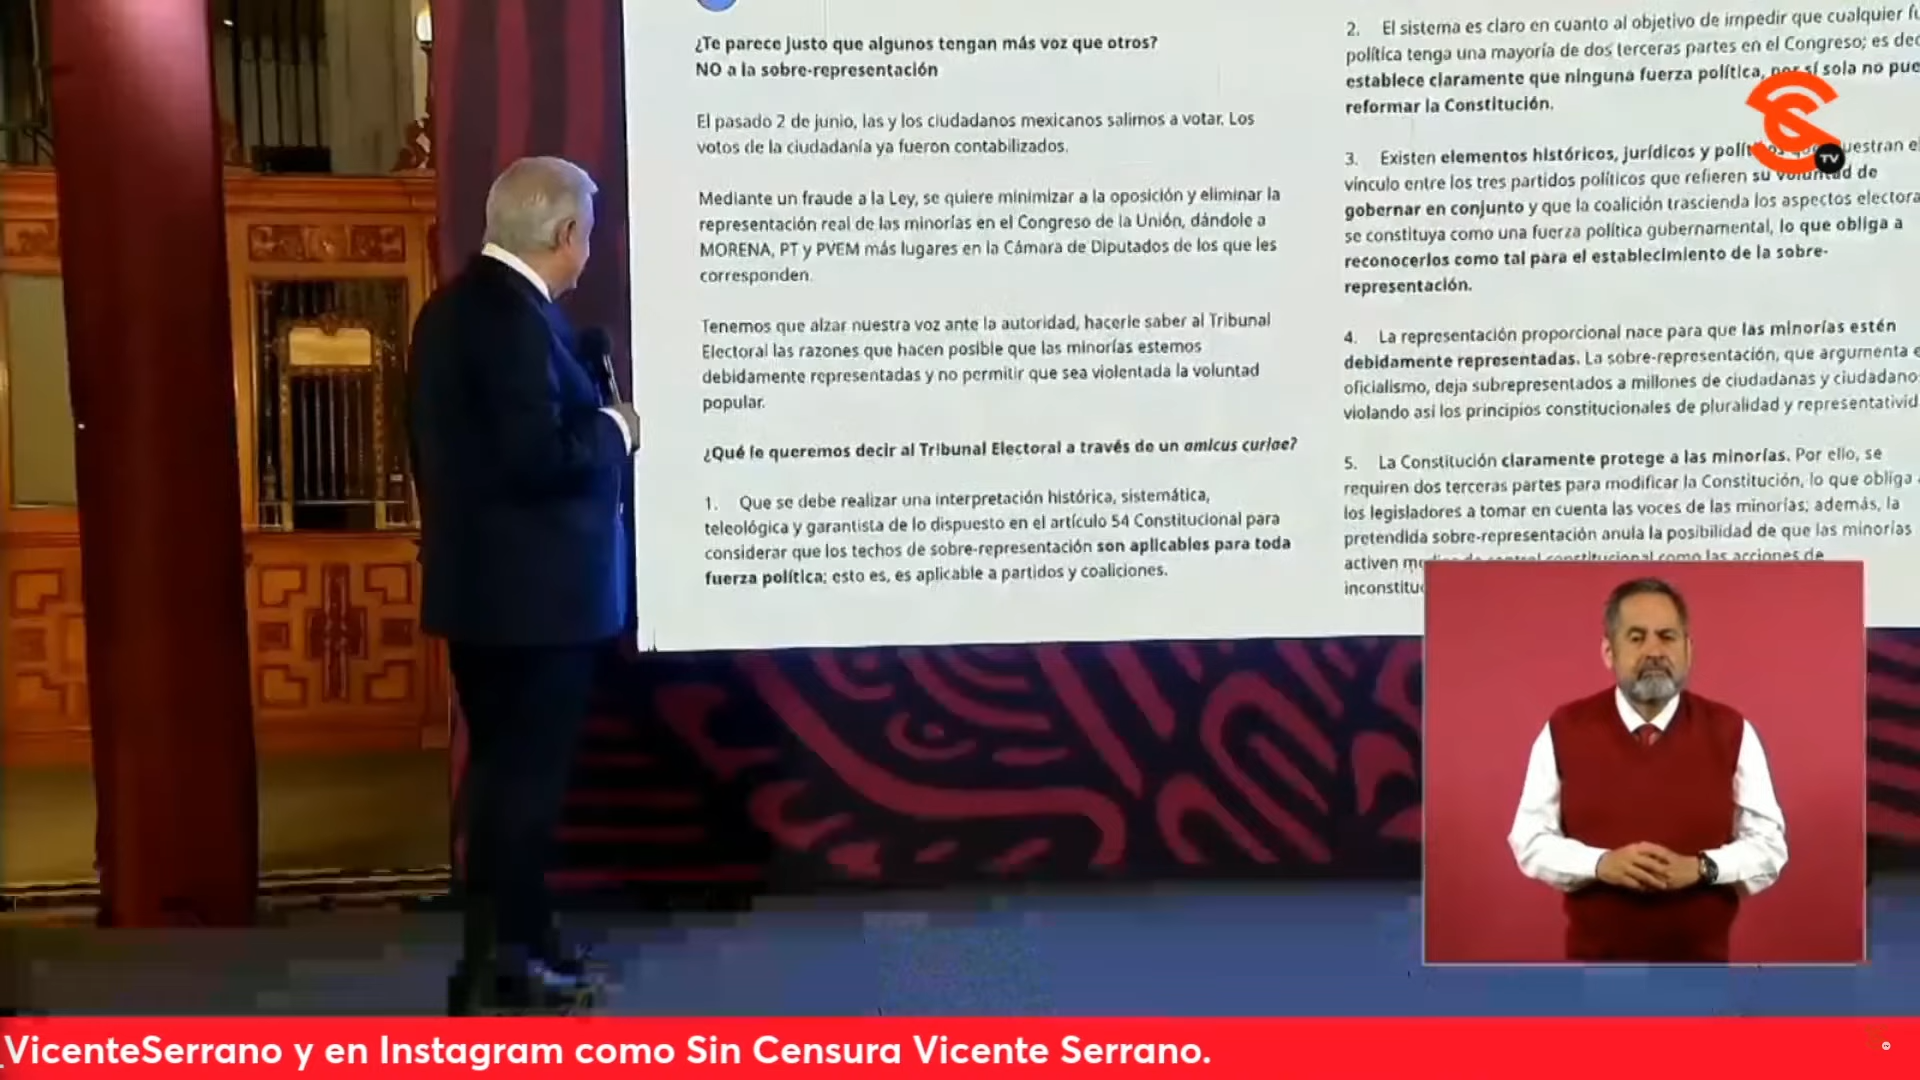 ¿Te parece justo que algunos tengan más voz que otros?
NO a la sobre-representación
El pasado 2 de junio, las y los ciudadanos mexicanos salimos a votar. Los
votos de la ciudadanía ya fueron contabilizados.
Mediante un fraude a la Ley, se quiere minimizar a la oposición y eliminar la
representación real de las minorías en el Congreso de la Unión, dándole a
MORENA, PT y PVEM más lugares en la Cámara de Diputados de los que les
corresponden.
Tenemos que alzar nuestra voz ante la autoridad, hacerle saber al Tribunal
Electoral las razones que hacen posible que las minorías estemos
debidamente representadas y no permitir que sea violentada la voluntad
popular.
¿Qué le queremos decir al Tribunal Electoral a través de un amicus curiae?
1. Que se debe realizar una interpretación histórica, sistemática,
teleológica y garantista de lo dispuesto en el artículo 54 Constitucional para
considerar que los techos de sobre-representación son aplicables para toda
fuerza política; esto es, es aplicable a partidos y coaliciones.
2. El sistema es claro en cuanto al objetivo de impedir que cualquier
política tenga una mayoría de dos terceras partes en el Congreso; es
establece claramente que ninguna fuerza política, por sí sola no
reformar la Constitución.
3. Existen elementos históricos, jurídicos y
vínculo entre los tres partidos políticos que refieren su voluntad de
gobernar en conjunto y que la coalición trascienda los aspectos
se constituya como una fuerza política gubernamental, lo que obliga a
reconocerlos como tal para el establecimiento de la sobre-
representación.
4. La representación proporcional nace para que las minorías estén
debidamente representadas. La sobre-representación, que argumenta
oficialismo, deja subrepresentados a millones de ciudadanas y ciudadano
violando así los principios constitucionales de pluralidad y
5. La Constitución claramente protege a las minorías. Por ello, se
requiren dos terceras partes para modificar la Constitución, lo que obliga
los legisladores a tomar en cuenta las voces de las minorías; además, la
pretendida sobre-representación anula la posibilidad de que las minorías
activen control constitucional como las acciones de
TV
VicenteSerrano y en Instagram como Sin Censura Vicente Serrano.